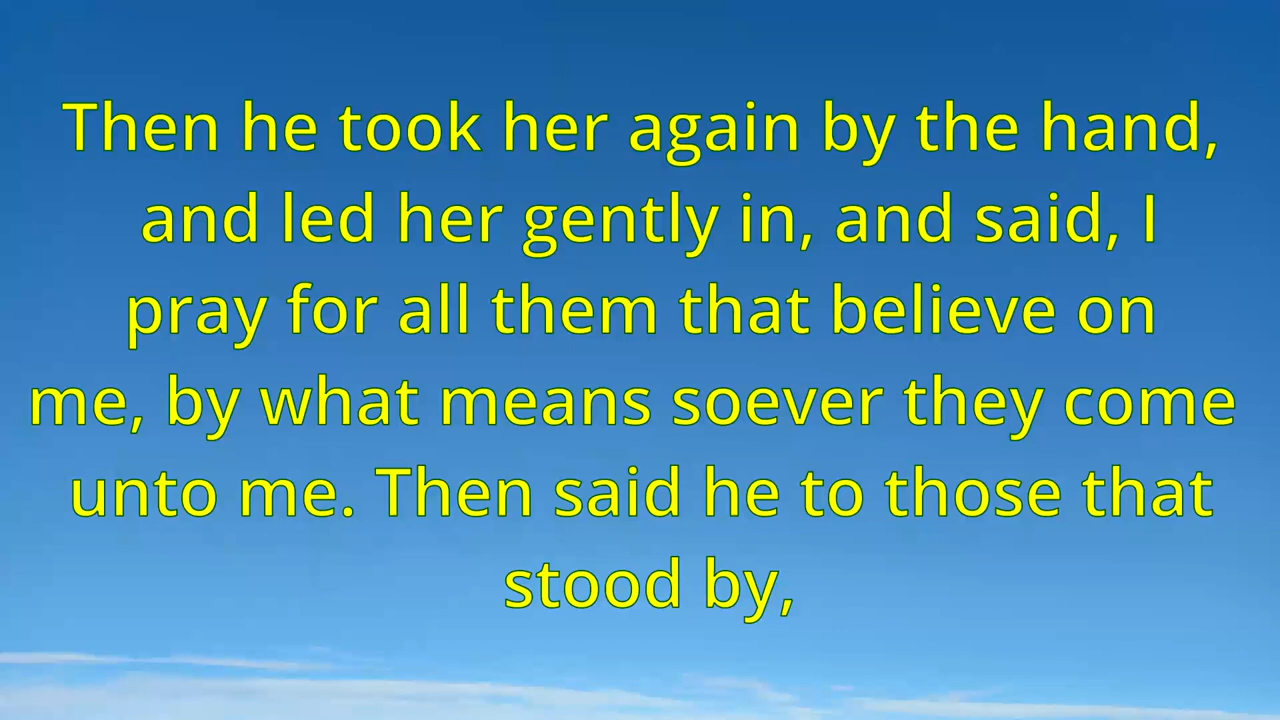 Then he took her again by the hand,
and led her gently in, and said, I
pray for all them that believe on
me, by what means soever they come
unto me. Then said he to those that
stood by,